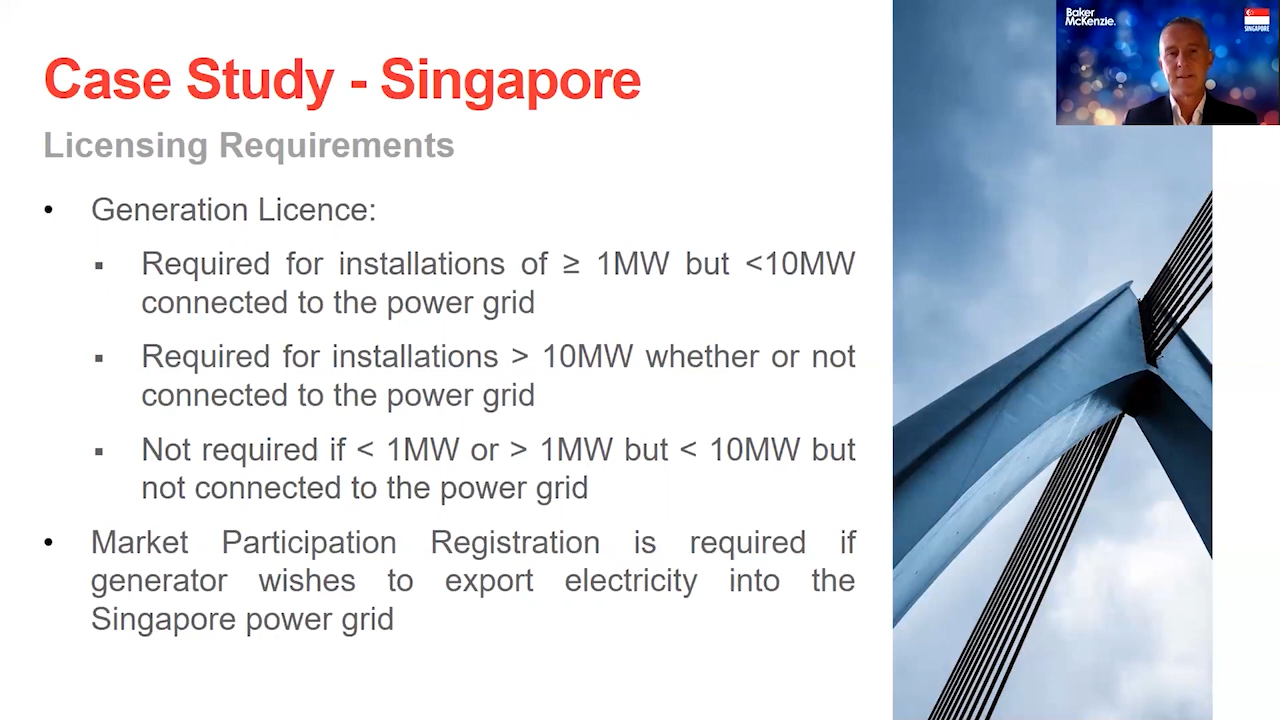 Case Study - Singapore
Licensing Requirements
• Generation Licence:
▪ Required for installations of ≥ 1MW but <10MW
connected to the power grid
▪ Required for installations > 10MW whether or not
connected to the power grid
▪ Not required if < 1MW or > 1MW but < 10MW but
not connected to the power grid
• Market Participation Registration is required if
generator wishes to export electricity into the
Singapore power grid
Baker
McKenzie.
SINGAPORE